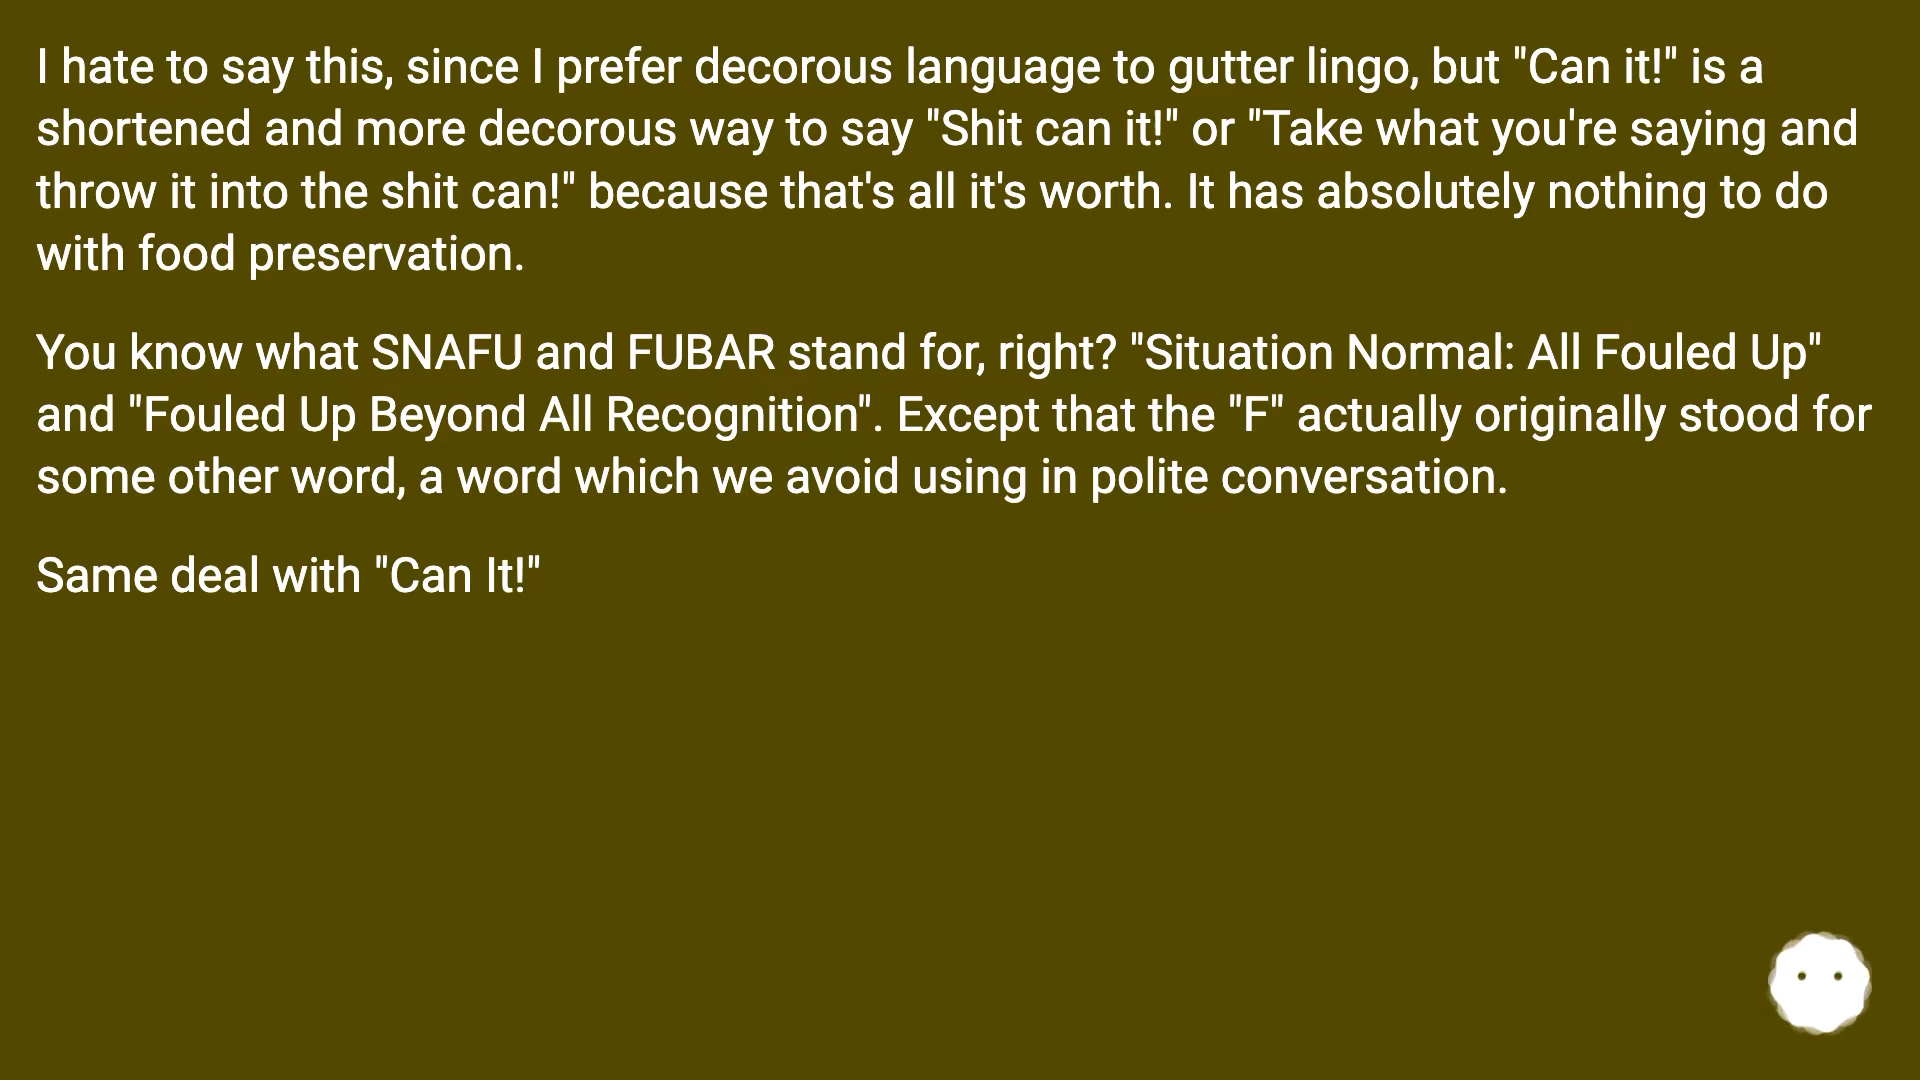 I hate to say this, since I prefer decorous language to gutter lingo, but "Can it!" is a
shortened and more decorous way to say "Shit can it!" or "Take what you're saying and
throw it into the shit can!" because that's all it's worth. It has absolutely nothing to do
with food preservation.
You know what SNAFU and FUBAR stand for, right? "Situation Normal: All Fouled Up"
and "Fouled Up Beyond All Recognition". Except that the "F" actually originally stood for
some other word, a word which we avoid using in polite conversation.
Same deal with "Can It!"